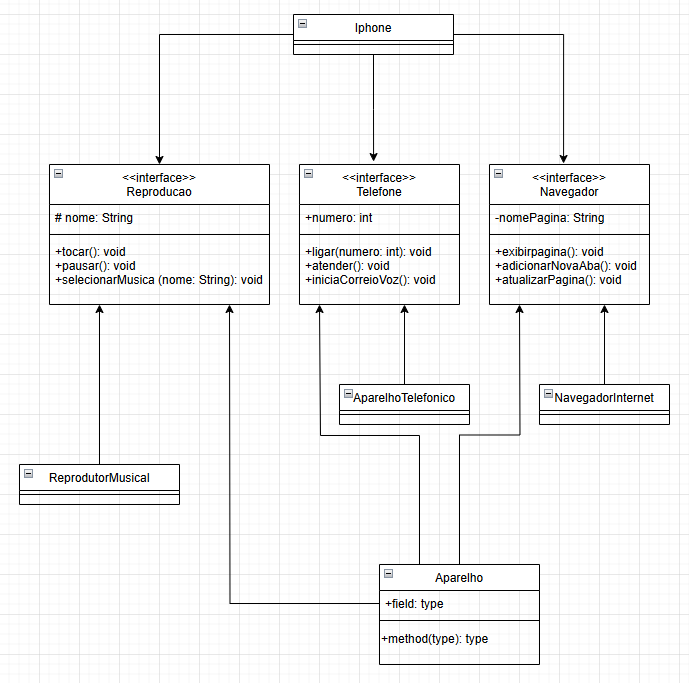 Iphone
<<interface>>
Reproducao
# nome: String
+tocar(): void
+pausar(): void
+selecionarMusica (nome: String): void
<<interface>>
Telefone
+numero: int
+ligar(numero: int): void
+atender(): void
+iniciaCorreioVoz(): void
<<interface>>
Navegador
-nomePagina: String
+exibirpagina(): void
+adicionarNovaAba(): void
+atualizarPagina(): void
AparelhoTelefonico
NavegadorInternet
ReprodutorMusical
Aparelho
+field: type
+method(type): type